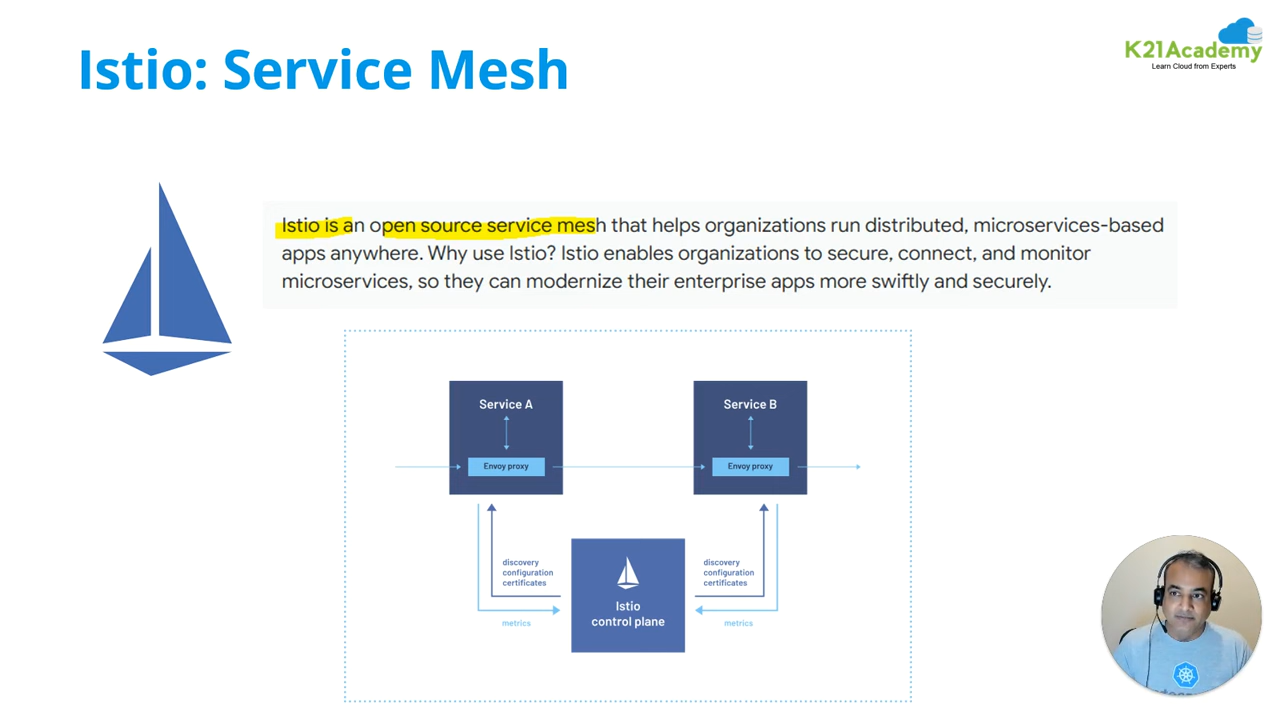 Istio: Service Mesh
K21Academy
Learn Cloud from Experts
Istio is an open source service mesh that helps organizations run distributed, microservices-based
apps anywhere. Why use Istio? Istio enables organizations to secure, connect, and monitor
microservices, so they can modernize their enterprise apps more swiftly and securely.
Service A
Envoy proxy
Service B
Envoy proxy
discovery
configuration
certificates
metrics
Istio
control plane
discovery
configuration
certificates
metrics